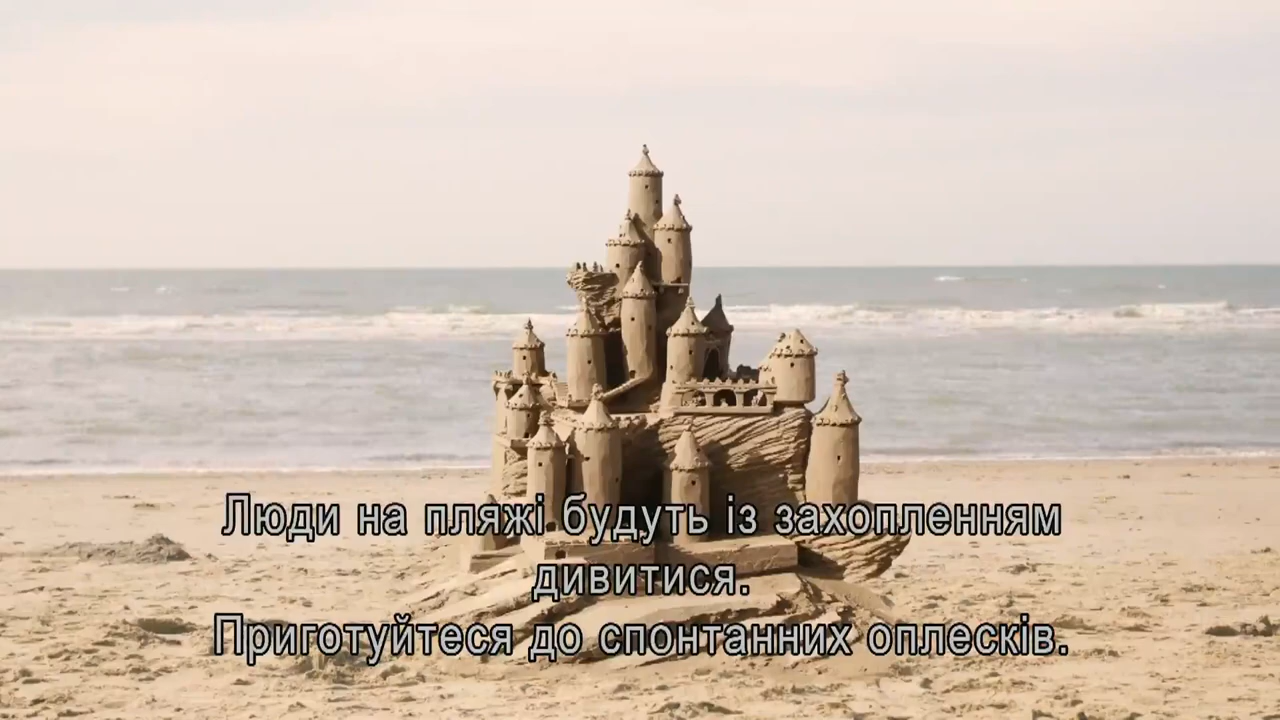 Люди на пляжі будуть із захопленням
дивитися.
Приготуйтеся до спонтанних оплесків.